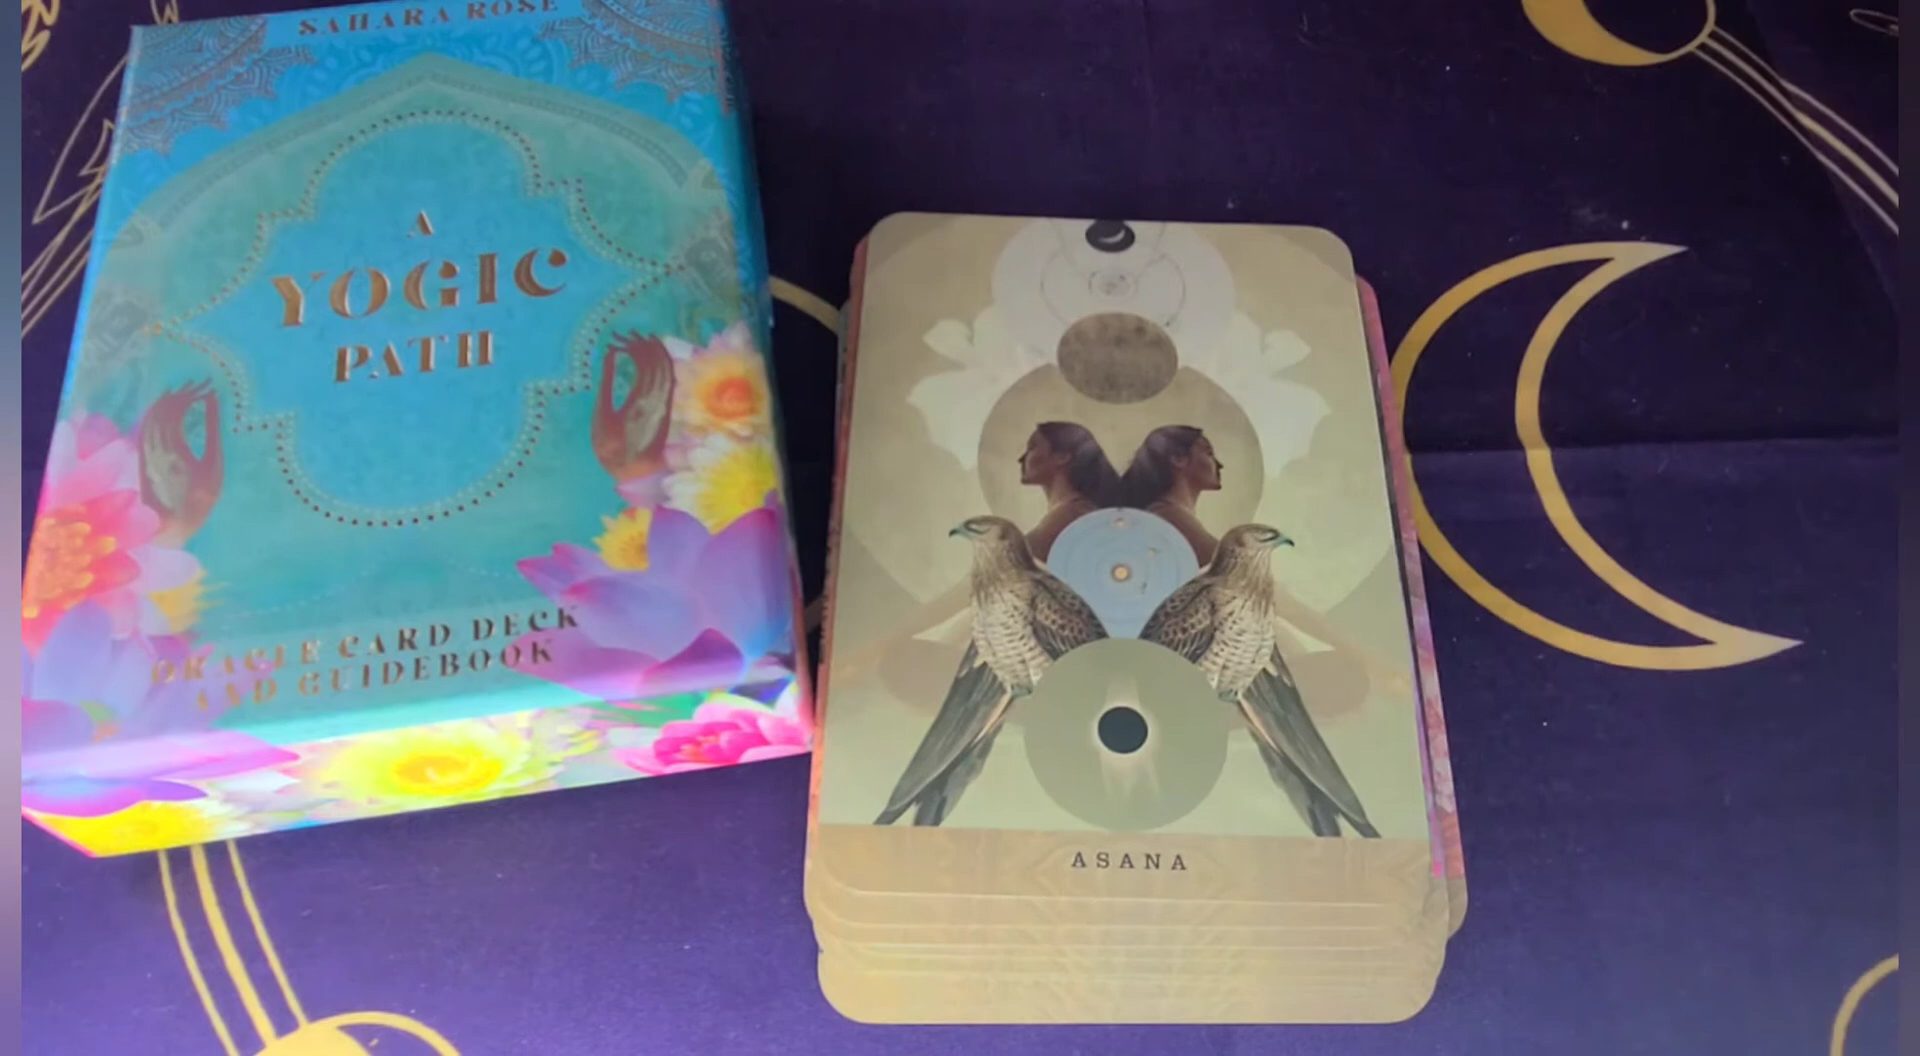 SAHARA ROSE
A
YOGIC
PATH
ORACLE CARD DECK
AND GUIDEBOOK
ASANA